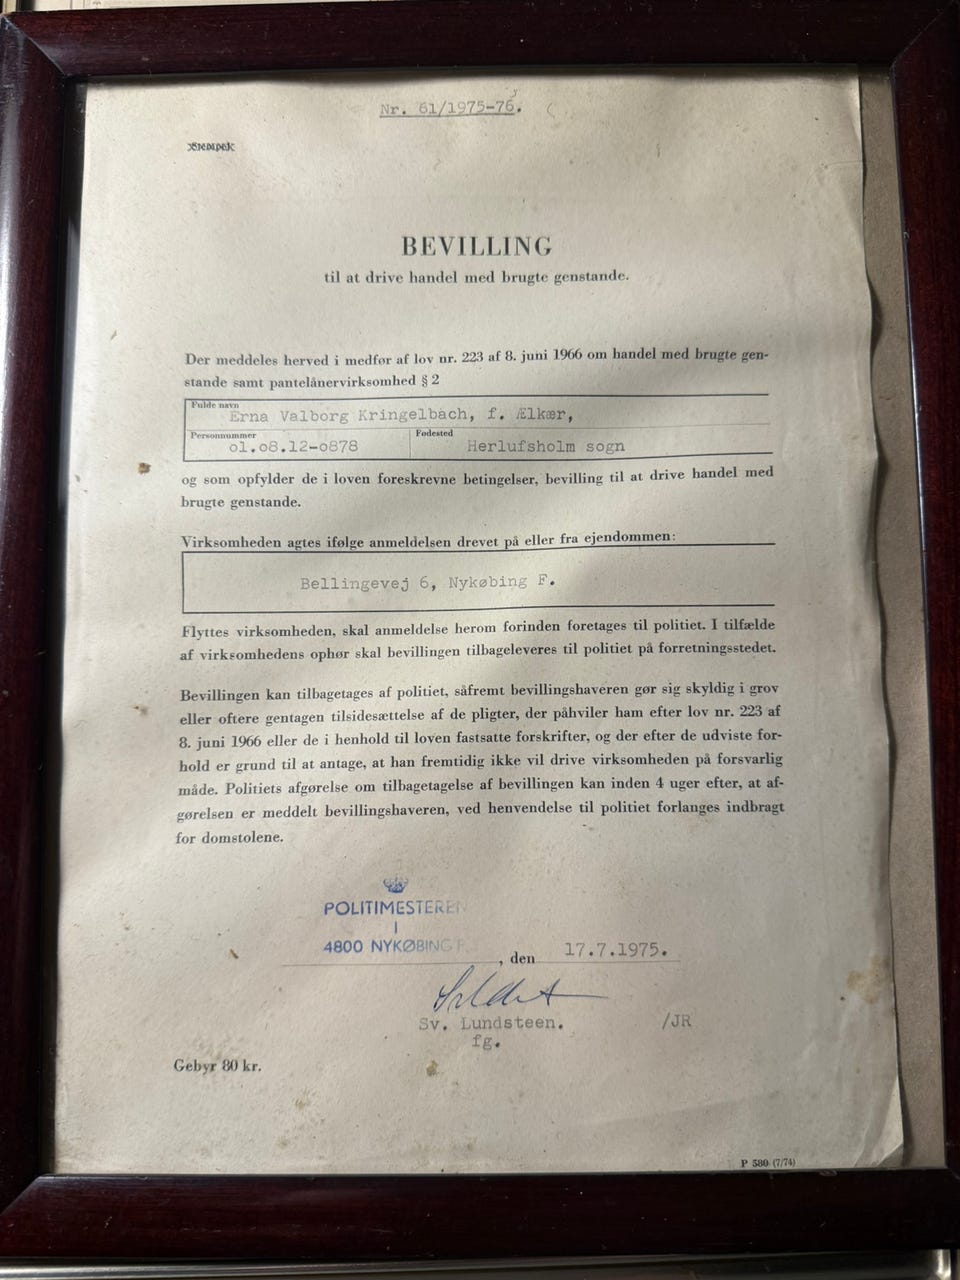 Nr. 61/1975-76.
Stempel
BEVILLING
til at drive handel med brugte genstande.
Der meddeles herved i medfør af lov nr. 223 af 8. juni 1966 om handel med brugte gen-
stande samt pantelånervirksomhed § 2
Fulde navn
Erna Valborg Kringelbach, f. Ælkær,
Personnummer
Fødested
ol.o8.12-o878
Herlufsholm sogn
og som opfylder de i loven foreskrevne betingelser, bevilling til at drive handel med
brugte genstande.
Virksomheden agtes ifølge anmeldelsen drevet på eller fra ejendommen:
Bellingevej 6, Nykøbing F.
Flyttes virksomheden, skal anmeldelse herom forinden foretages til politiet. I tilfælde
af virksomhedens ophør skal bevillingen tilbageleveres til politiet på forretningsstedet.
Bevillingen kan tilbagetages af politiet, såfremt bevillingshaveren gør sig skyldig i grov
eller oftere gentagen tilsidesættelse af de pligter, der påhviler ham efter lov nr. 223 af
8. juni 1966 eller de i henhold til loven fastsatte forskrifter, og der efter de udviste for-
hold er grund til at antage, at han fremtidig ikke vil drive virksomheden på forsvarlig
måde. Politiets afgørelse om tilbagetagelse af bevillingen kan inden 4 uger efter, at af-
gørelsen er meddelt bevillingshaveren, ved henvendelse til politiet forlanges indbragt
for domstolene.
POLITIMESTEREN
I
4800 NYKØBING F.
, den 17.7.1975.
Sv. Lundsteen.
/JR
fg.
Gebyr 80 kr.
P 580 (7/74)